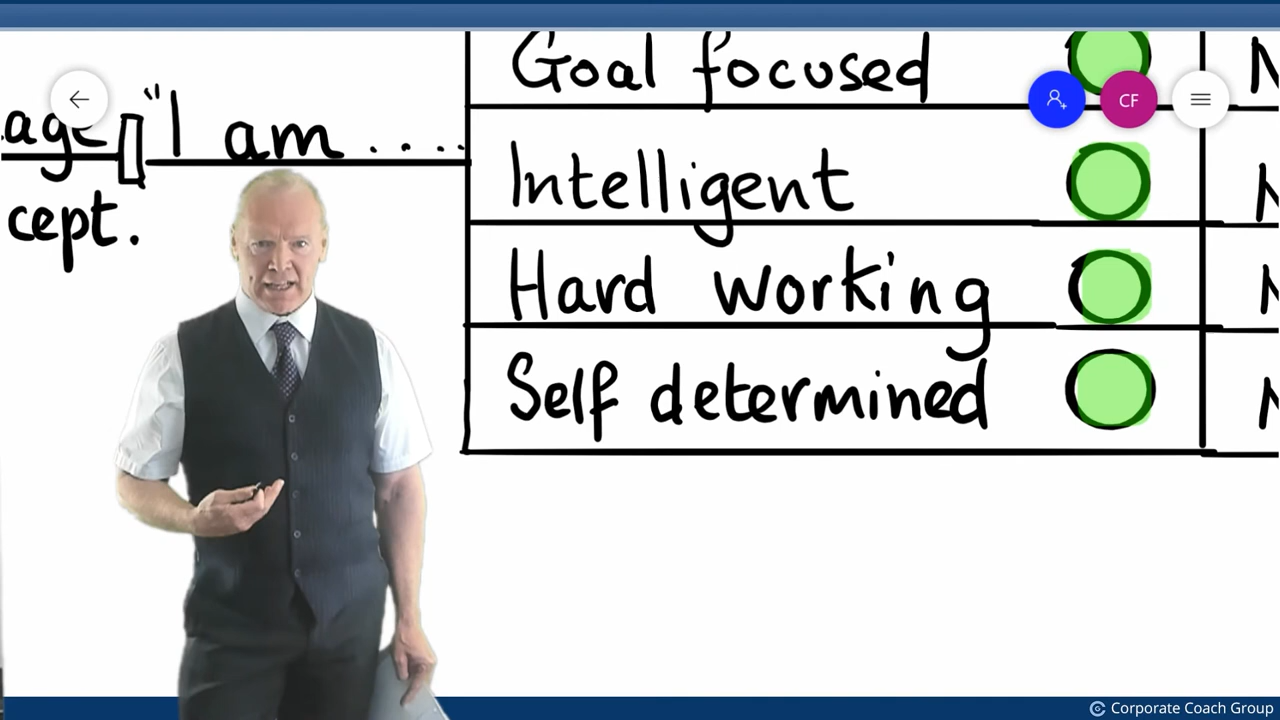 Goal focused
"I am ....
Intelligent
cept.
Hard working
Self determined
CF
Corporate Coach Group